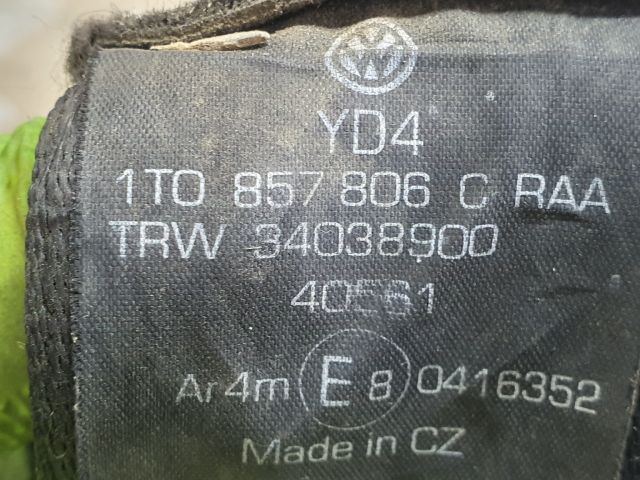 YD4
1T0 857 806 C RAA
TRW 34038900
40561
Ar4m E 8 0416352
Made in CZ